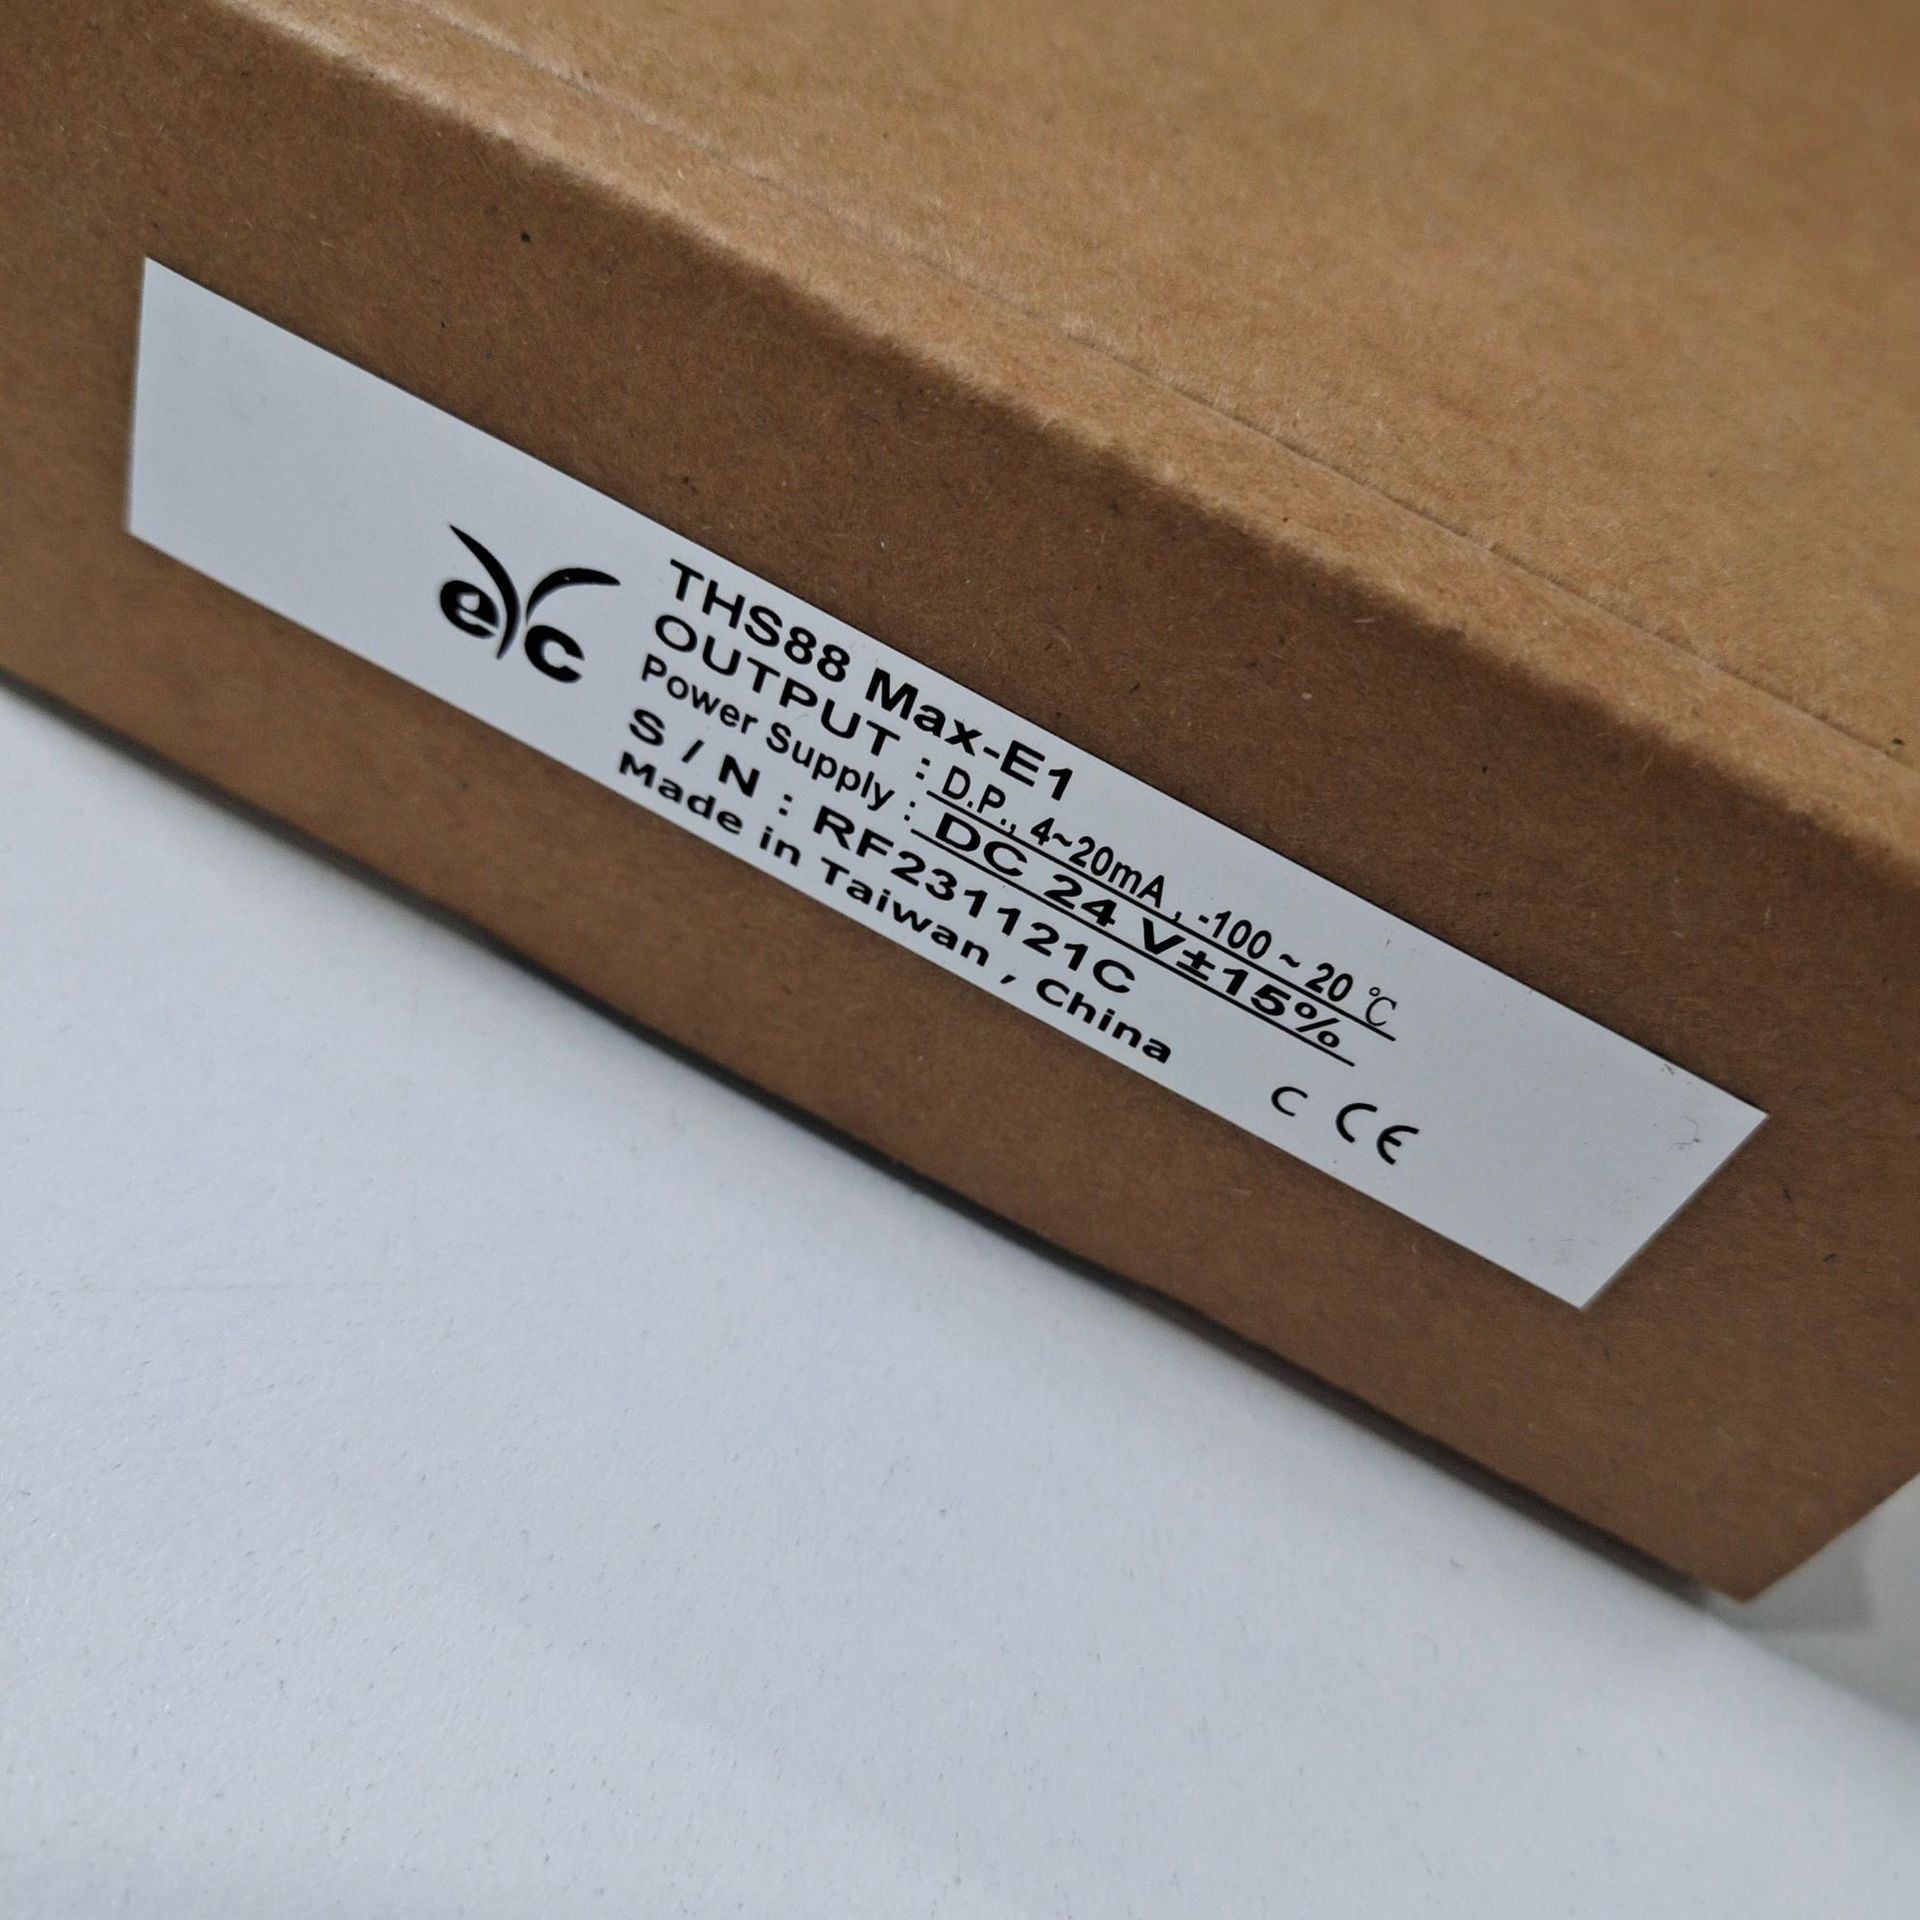 eyc
THS88 Max-E1
OUTPUT : D.P., 4~20mA , -100 ~ 20 ℃
Power Supply : DC 24 V±15%
S / N : RF231121C
Made in Taiwan , China
C CE